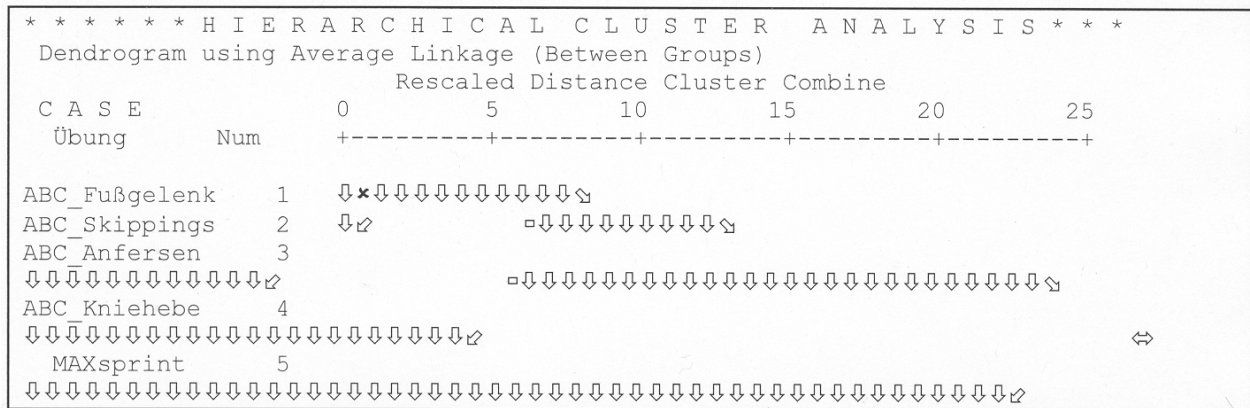 * * * * * * H I E R A R C H I C A L  C L U S T E R   A N A L Y S I S * * *
Dendrogram using Average Linkage (Between Groups)
Rescaled Distance Cluster Combine
C A S E 0 5 10 15 20 25
Übung Num +---------+---------+---------+---------+---------+
ABC_Fußgelenk 1 ⇩×⇩⇩⇩⇩⇩⇩⇩⇩⇩⇩⬂
ABC_Skippings 2 ⇩⬃ ▫⇩⇩⇩⇩⇩⇩⇩⇩⇩⬂
ABC_Anfersen 3
⇩⇩⇩⇩⇩⇩⇩⇩⇩⇩⇩⇩⬃ ▫⇩⇩⇩⇩⇩⇩⇩⇩⇩⇩⇩⇩⇩⇩⇩⇩⇩⇩⇩⇩⇩⇩⇩⇩⇩⇩⬂
ABC_Kniehebe 4
⇩⇩⇩⇩⇩⇩⇩⇩⇩⇩⇩⇩⇩⇩⇩⇩⇩⇩⇩⇩⇩⇩⬃ ⇔
MAXsprint 5
⇩⇩⇩⇩⇩⇩⇩⇩⇩⇩⇩⇩⇩⇩⇩⇩⇩⇩⇩⇩⇩⇩⇩⇩⇩⇩⇩⇩⇩⇩⇩⇩⇩⇩⇩⇩⇩⇩⇩⇩⇩⇩⇩⇩⇩⇩⇩⇩⇩⬃